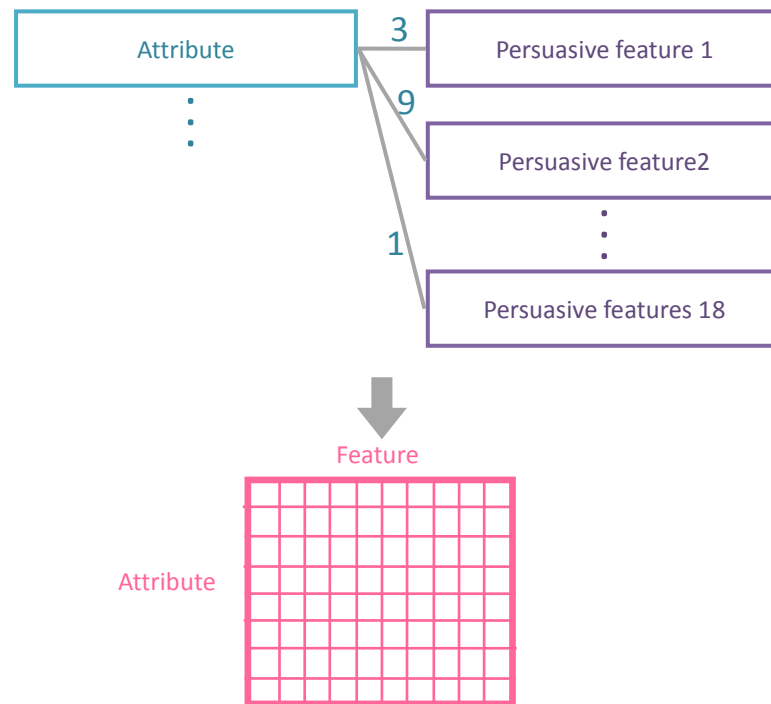 Attribute
3
Persuasive feature 1
9
Persuasive feature2
1
Persuasive features 18
Feature
Attribute